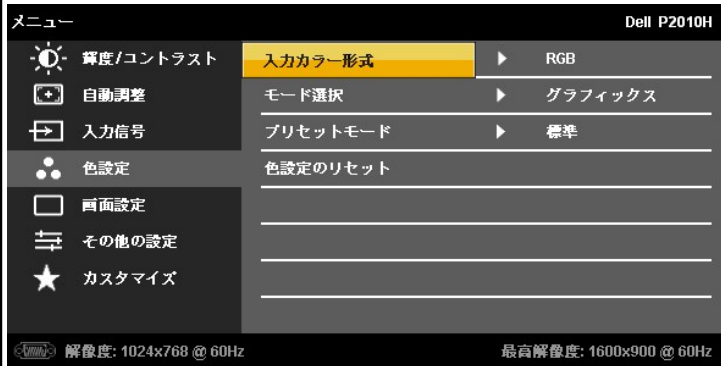 メニュー Dell P2010H
輝度/コントラスト 入力カラー形式 RGB
自動調整 モード選択 グラフィックス
入力信号 プリセットモード 標準
色設定 色設定のリセット
画面設定
その他の設定
カスタマイズ
解像度: 1024x768 @ 60Hz 最高解像度: 1600x900 @ 60Hz